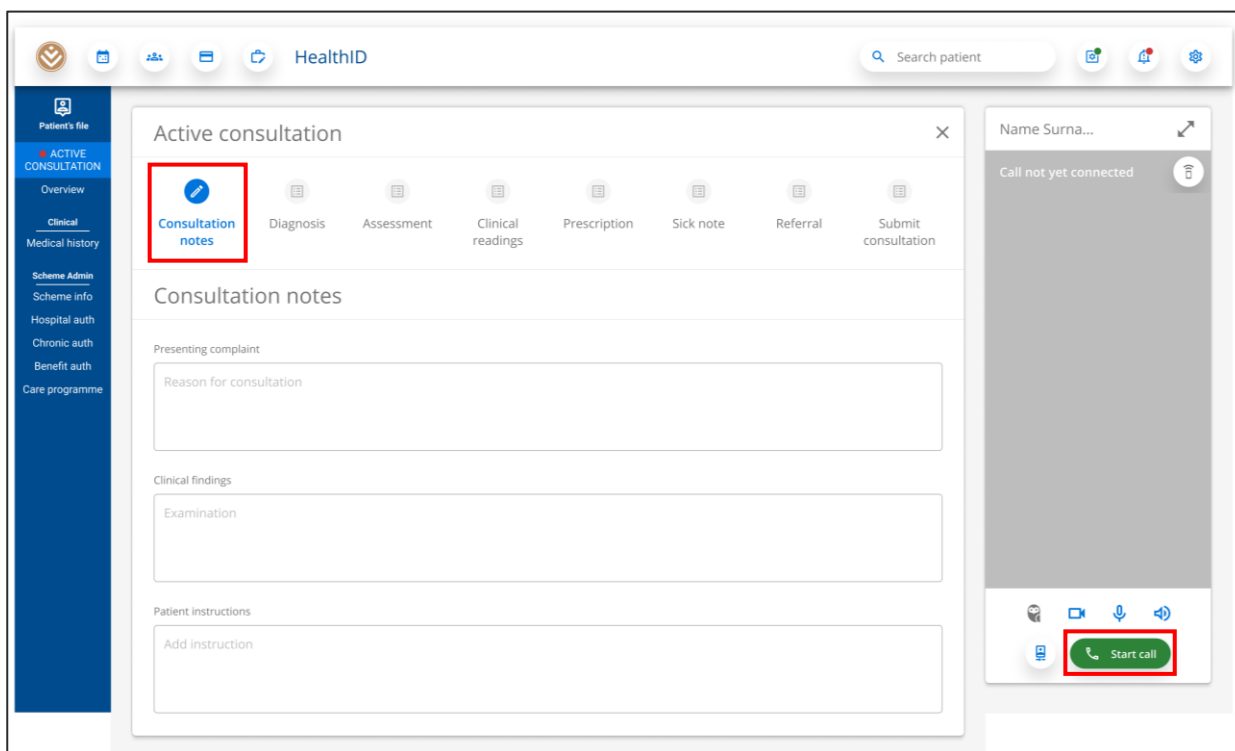 HealthID
Search patient
Patient's file
ACTIVE
CONSULTATION
Overview
Clinical
Medical history
Scheme Admin
Scheme info
Hospital auth
Chronic auth
Benefit auth
Care programme
Active consultation
Consultation
notes
Diagnosis
Assessment
Clinical
readings
Prescription
Sick note
Referral
Submit
consultation
Consultation notes
Presenting complaint
Reason for consultation
Clinical findings
Examination
Patient instructions
Add instruction
Name Surna...
Call not yet connected
Start call